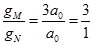 g_M/g_N = 3a_0/a_0 = 3/1